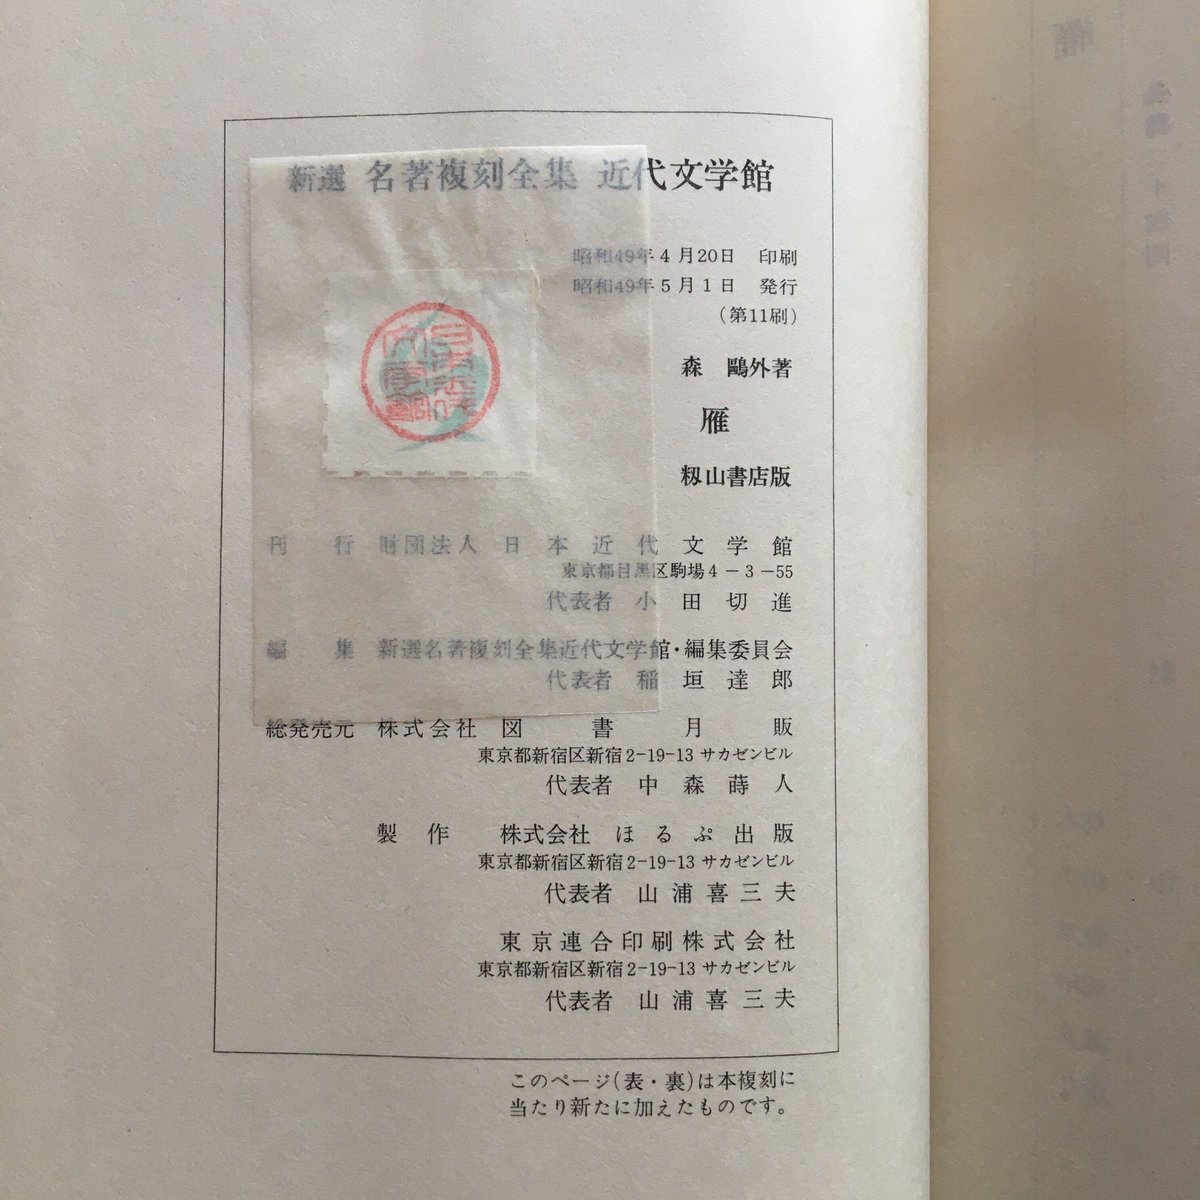 新選 名著複刻全集 近代文学館
昭和49年4月20日 印刷
昭和49年5月1日 発行
(第11刷)
森 鷗外著
雁
籾山書店版
刊 行 財団法人 日本近代文学館
東京都目黒区駒場4-3-55
代表者 小田切進
編 集 新選名著複刻全集近代文学館・編集委員会
代表者 稲垣達郎
総発売元 株式会社 図書月販
東京都新宿区新宿2-19-13 サカゼンビル
代表者 中森蒔人
製 作 株式会社 ほるぷ出版
東京都新宿区新宿2-19-13 サカゼンビル
代表者 山浦喜三夫
東京連合印刷株式会社
東京都新宿区新宿2-19-13 サカゼンビル
代表者 山浦喜三夫
このページ(表・裏)は本複刻に
当たり新たに加えたものです。